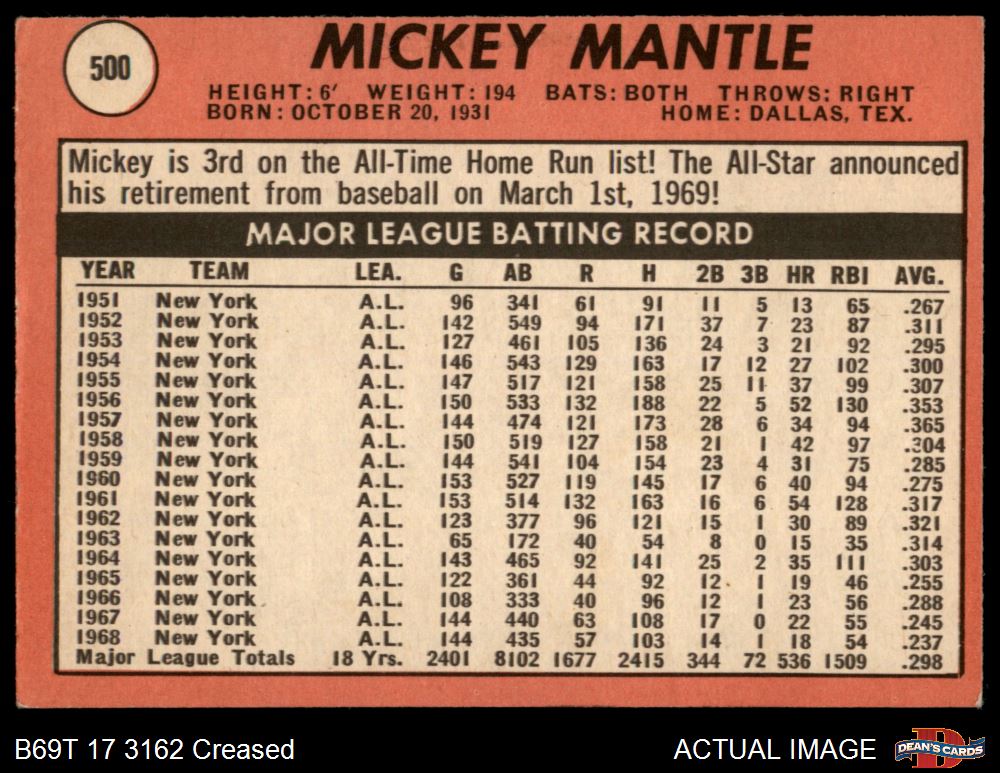 500
MICKEY MANTLE
HEIGHT: 6' WEIGHT: 194 BATS: BOTH THROWS: RIGHT
BORN: OCTOBER 20, 1931 HOME: DALLAS, TEX.
Mickey is 3rd on the All-Time Home Run list! The All-Star announced
his retirement from baseball on March 1st, 1969!
MAJOR LEAGUE BATTING RECORD
YEAR TEAM LEA. G AB R H 2B 3B HR RBI AVG.
1951 New York A.L. 96 341 61 91 11 5 13 65 .267
1952 New York A.L. 142 549 94 171 37 7 23 87 .311
1953 New York A.L. 127 461 105 136 24 3 21 92 .295
1954 New York A.L. 146 543 129 163 17 12 27 102 .300
1955 New York A.L. 147 517 121 158 25 11 37 99 .307
1956 New York A.L. 150 533 132 188 22 5 52 130 .353
1957 New York A.L. 144 474 121 173 28 6 34 94 .365
1958 New York A.L. 150 519 127 158 21 1 42 97 .304
1959 New York A.L. 144 541 104 154 23 4 31 75 .285
1960 New York A.L. 153 527 119 145 17 6 40 94 .275
1961 New York A.L. 153 514 132 163 16 6 54 128 .317
1962 New York A.L. 123 377 96 121 15 1 30 89 .321
1963 New York A.L. 65 172 40 54 8 0 15 35 .314
1964 New York A.L. 143 465 92 141 25 2 35 111 .303
1965 New York A.L. 122 361 44 92 12 1 19 46 .255
1966 New York A.L. 108 333 40 96 12 1 23 56 .288
1967 New York A.L. 144 440 63 108 17 0 22 55 .245
1968 New York A.L. 144 435 57 103 14 1 18 54 .237
Major League Totals 18 Yrs. 2401 8102 1677 2415 344 72 536 1509 .298
B69T 17 3162 Creased ACTUAL IMAGE DEAN'S CARDS